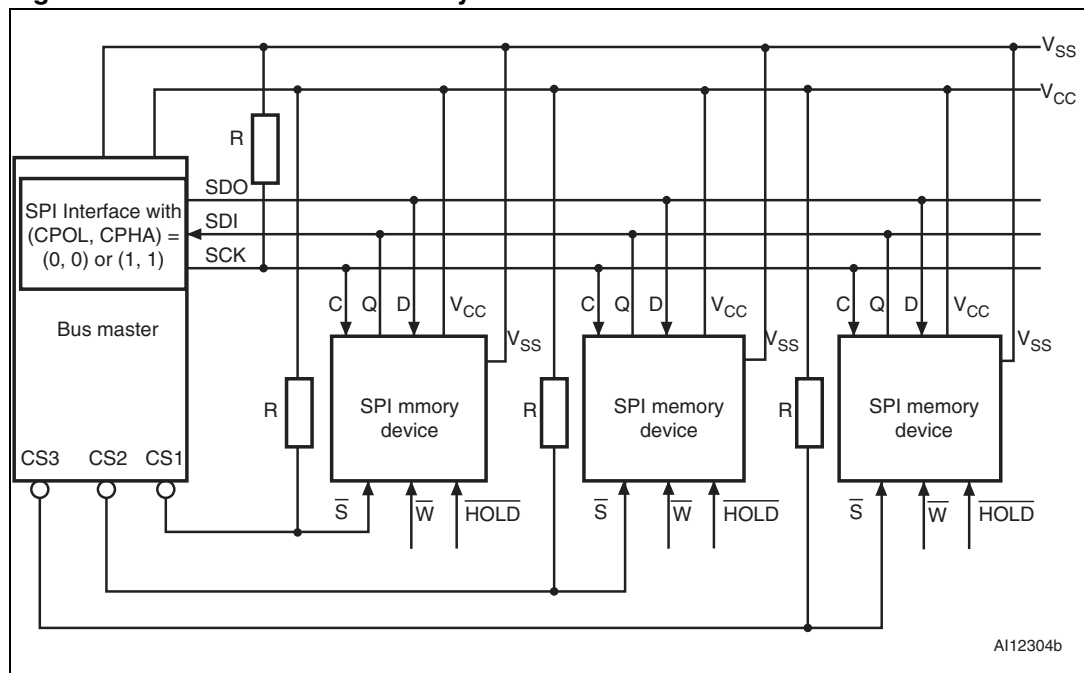 VSS
VCC
R
SDO
SPI Interface with
(CPOL, CPHA) =
(0, 0) or (1, 1)
SDI
SCK
Bus master
C Q D VCC
VSS
C Q D VCC
VSS
C Q D VCC
VSS
R
SPI mmory
device
R
SPI memory
device
R
SPI memory
device
CS3 CS2 CS1
S W HOLD
S W HOLD
S W HOLD
AI12304b